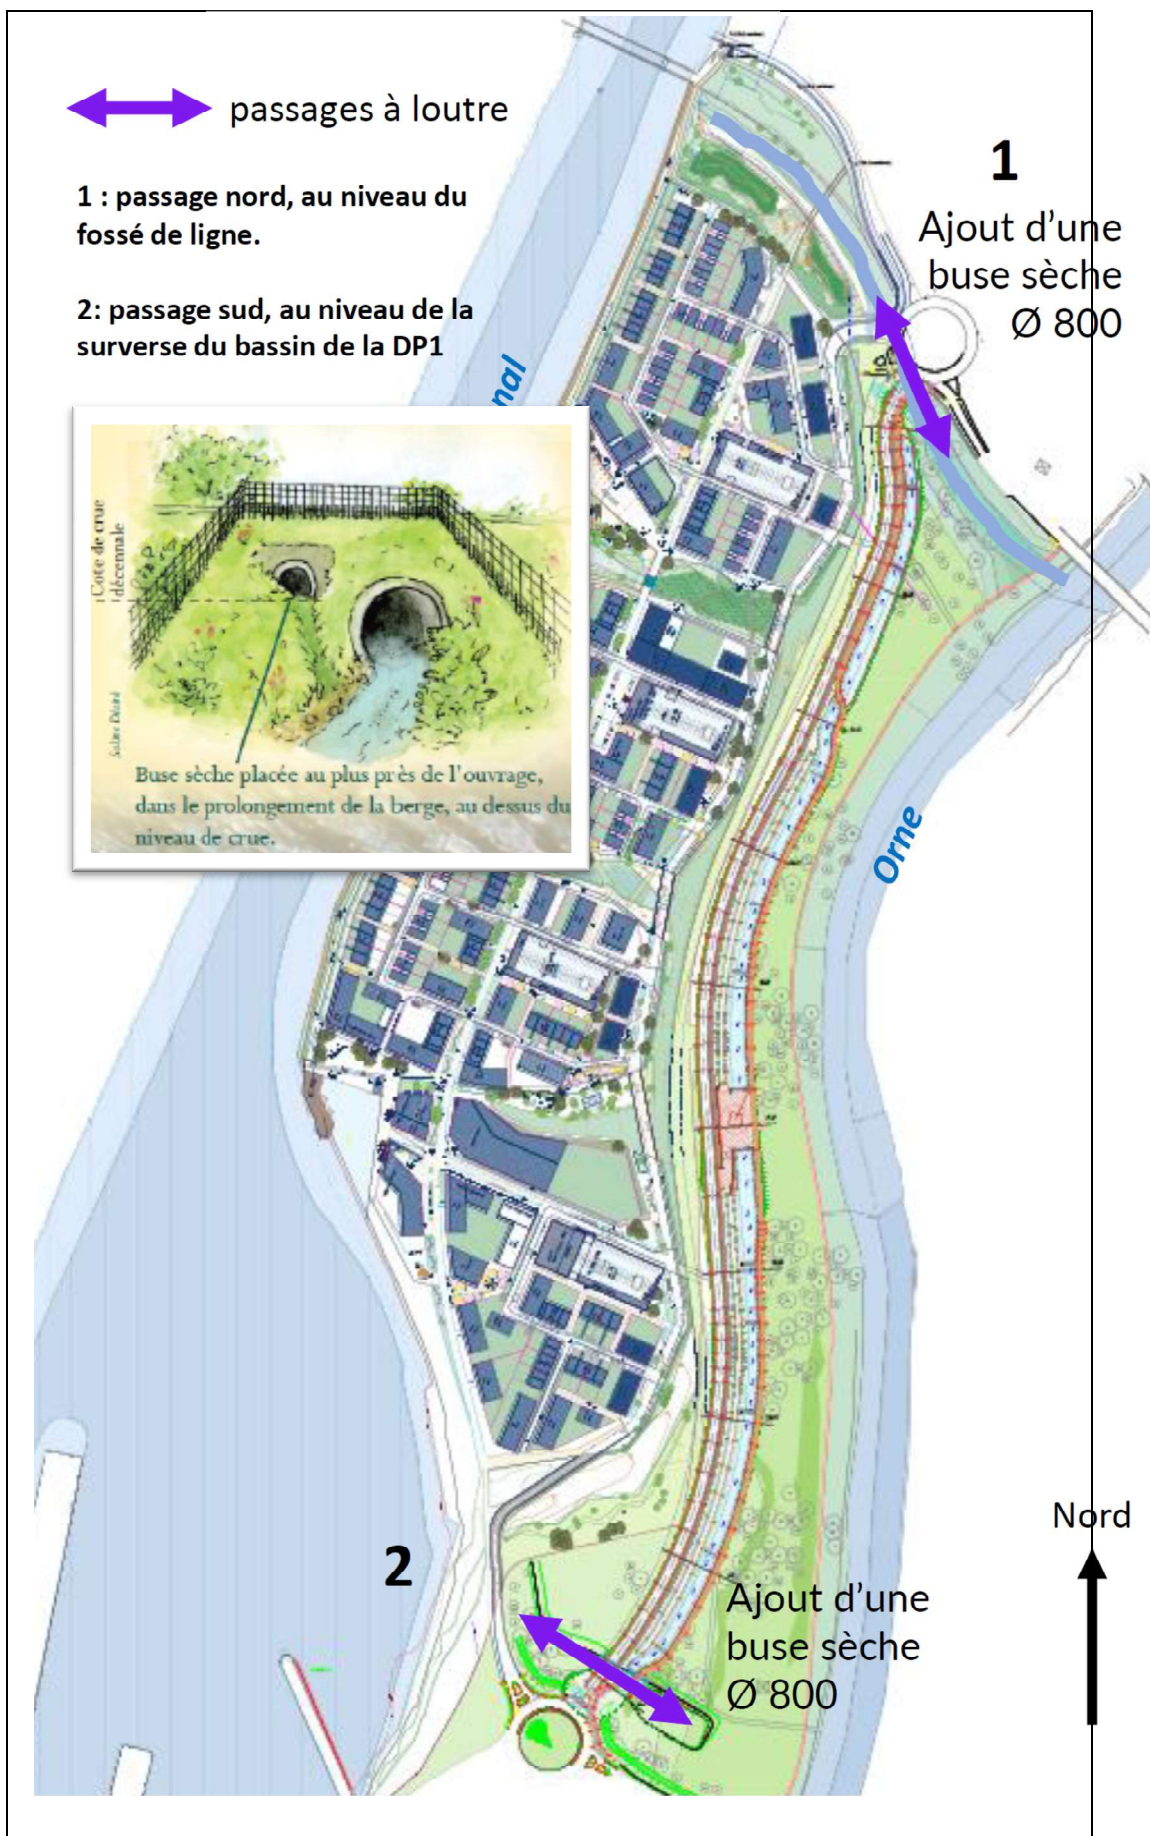 passages à loutre
1 : passage nord, au niveau du
fossé de ligne.
2: passage sud, au niveau de la
surverse du bassin de la DP1
1
Ajout d’une
buse sèche
Ø 800
nal
Cote de crue
décennale
Buse sèche placée au plus près de l’ouvrage,
dans le prolongement de la berge, au dessus du
niveau de crue.
Orne
2
Ajout d’une
buse sèche
Ø 800
Nord